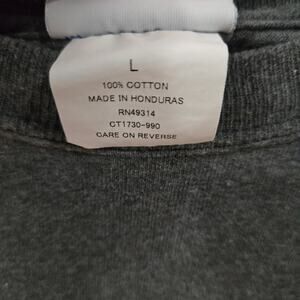 L
100% COTTON
MADE IN HONDURAS
RN49314
CT1730-990
CARE ON REVERSE